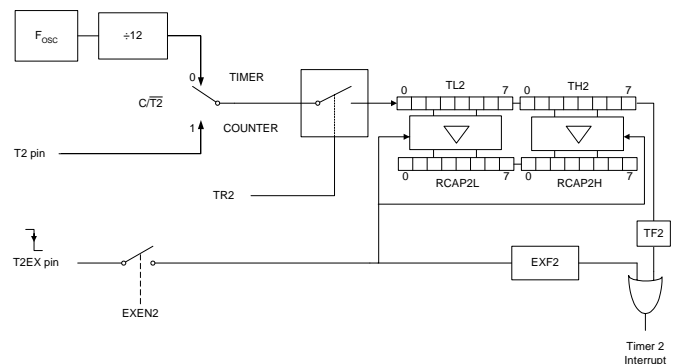 FOSC
÷12
0
TIMER
C/T2
1
COUNTER
T2 pin
TR2
0
TL2
7
0
TH2
7
0
RCAP2L
7
0
RCAP2H
7
TF2
T2EX pin
EXEN2
EXF2
Timer 2
Interrupt